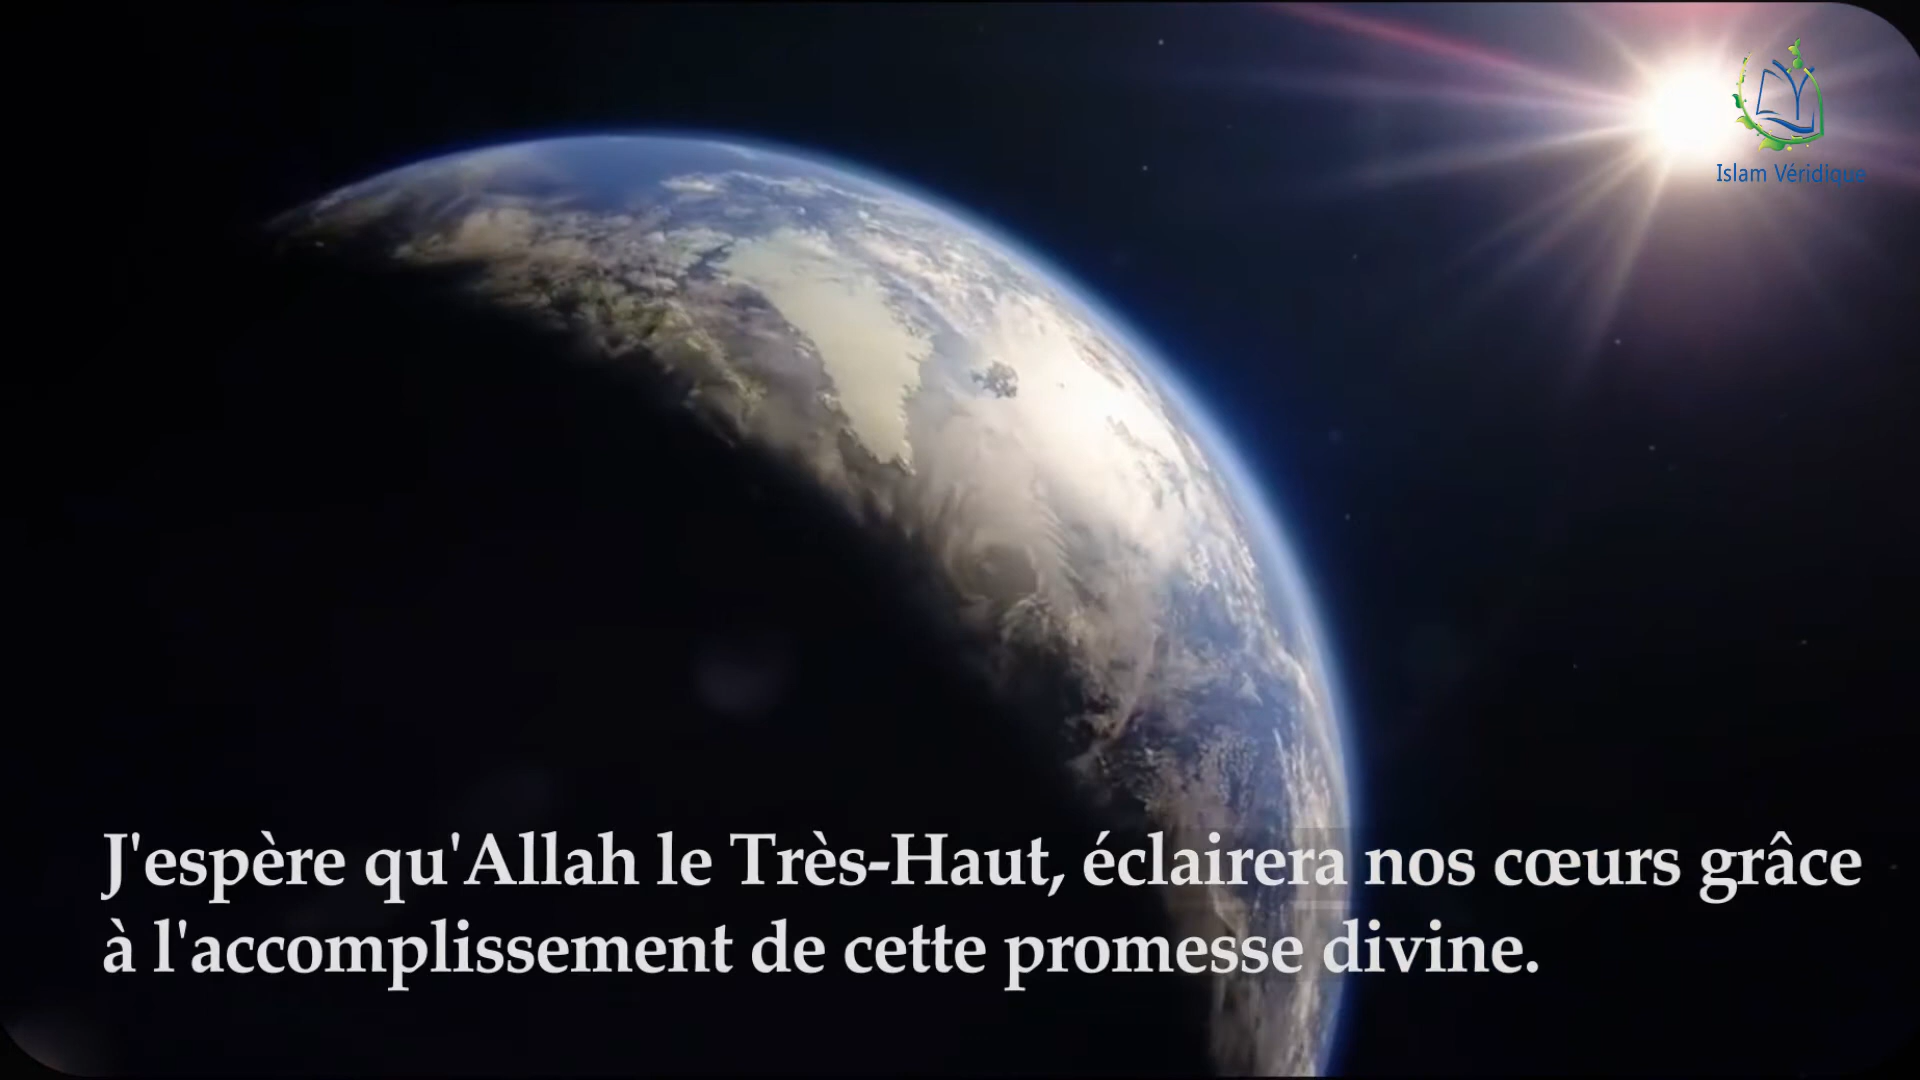 Islam Véridique
J'espère qu'Allah le Très-Haut, éclairera nos cœurs grâce
à l'accomplissement de cette promesse divine.